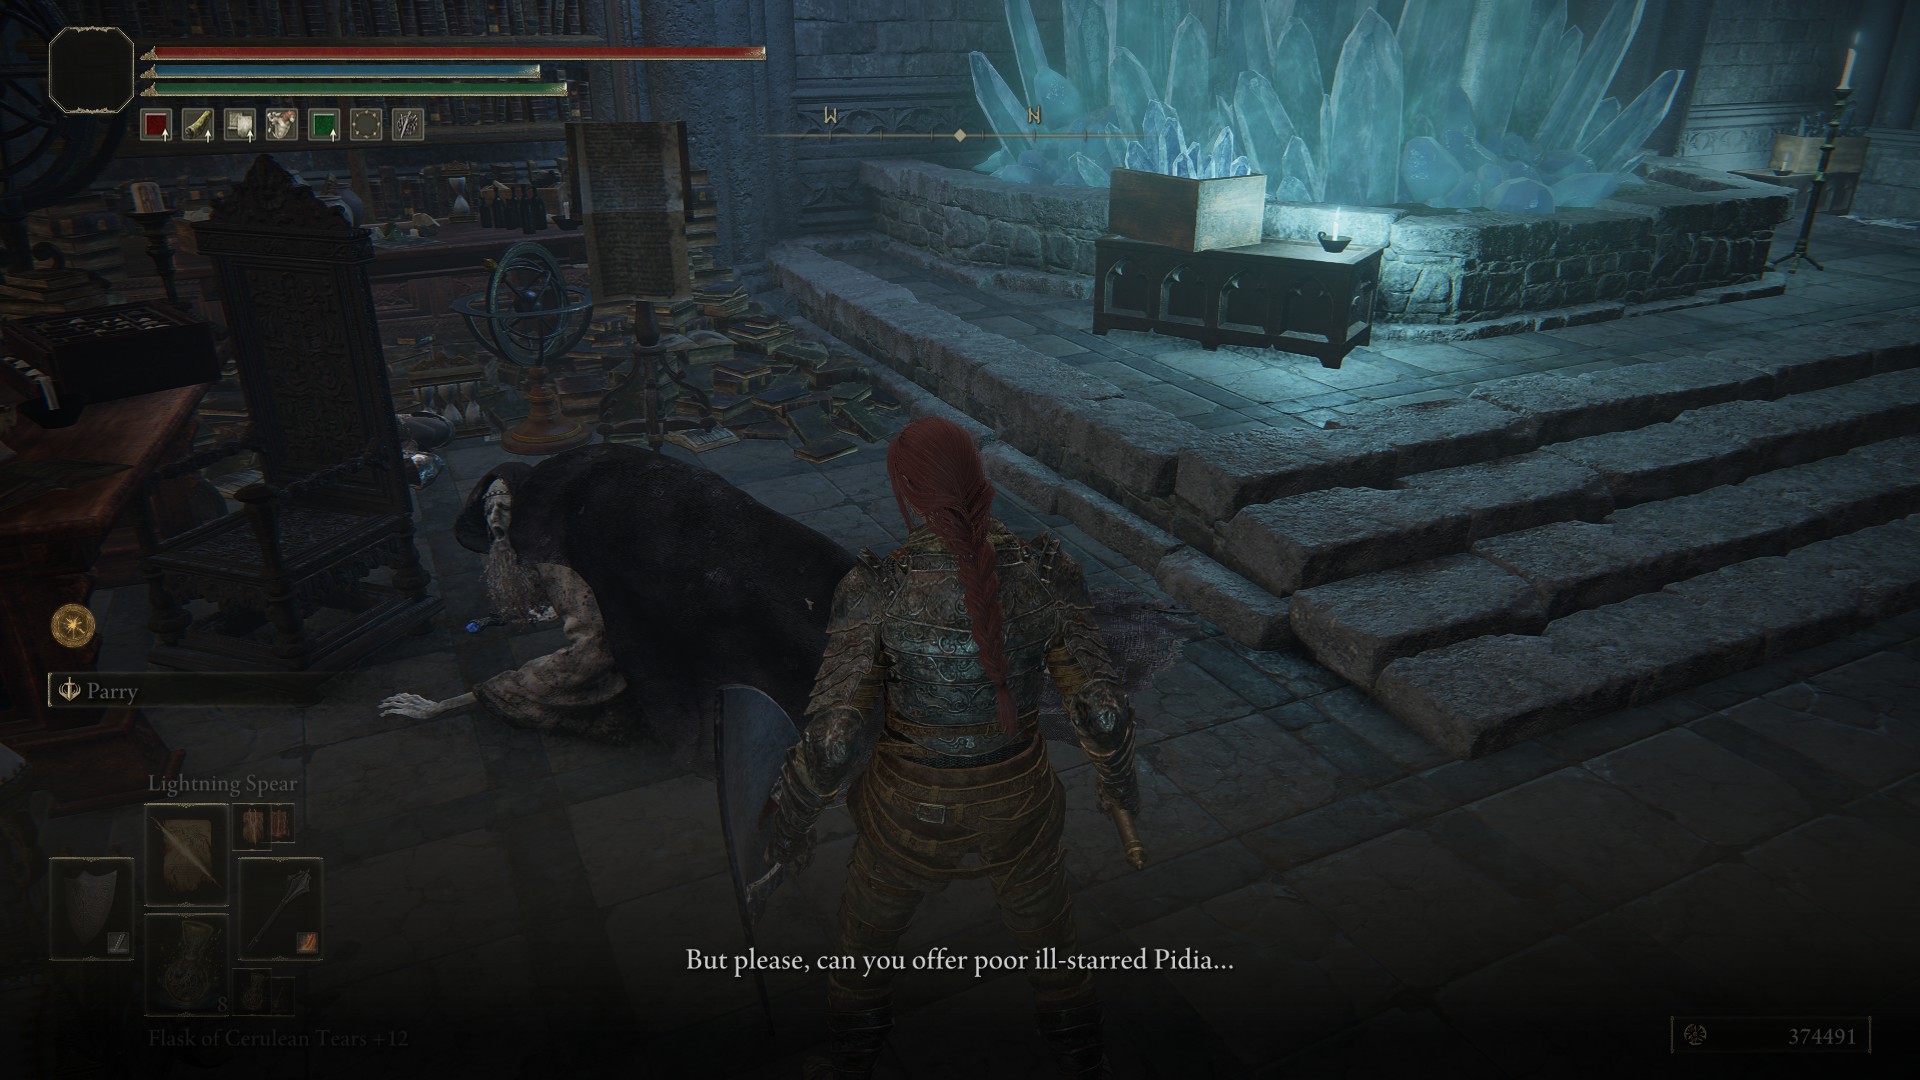 W
N
Parry
Lightning Spear
8
Flask of Cerulean Tears +12
But please, can you offer poor ill-starred Pidia...
374491